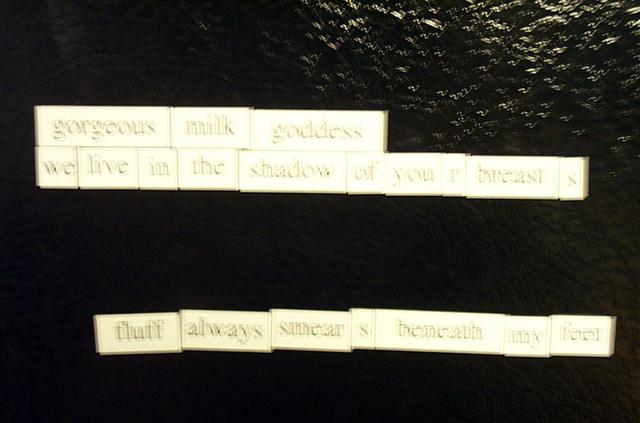 gorgeous milk goddess
we live in the shadow of you r breast s
fluff always smear s beneath my feet